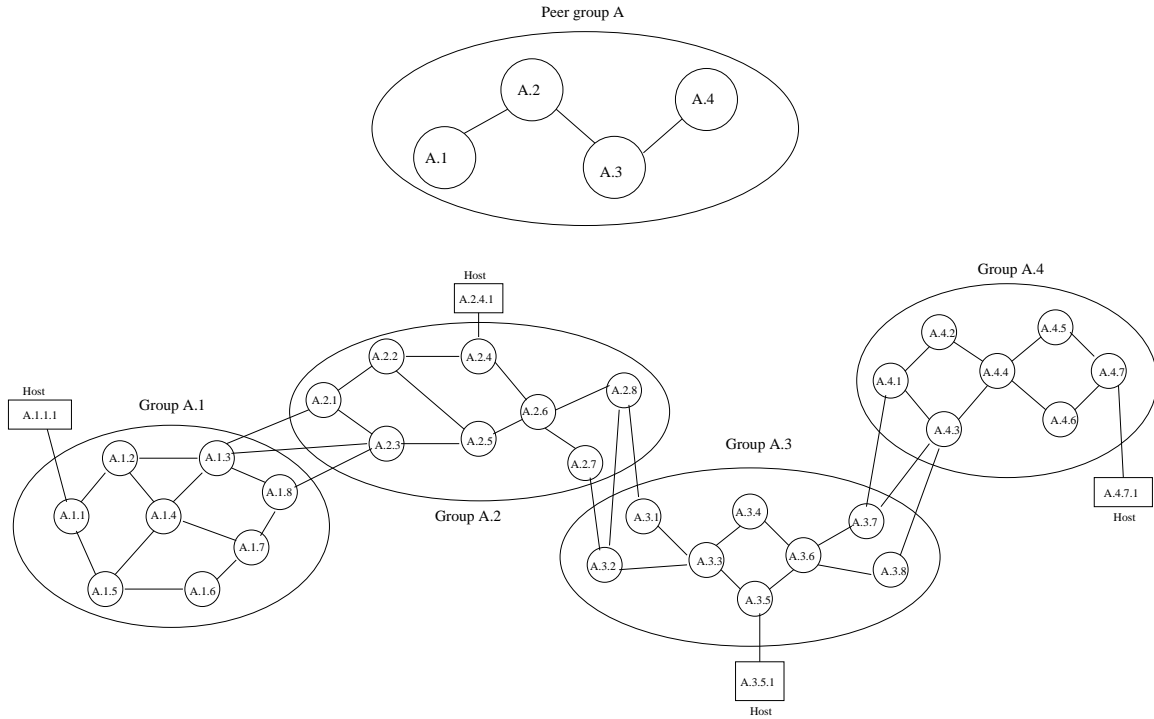 Peer group A
A.2
A.4
A.1
A.3
Group A.4
Host
A.2.4.1
A.4.5
A.4.2
A.2.2
A.2.4
A.4.4
A.4.7
A.4.1
Host
A.2.8
A.2.1
Group A.1
A.2.6
A.1.1.1
A.4.6
A.4.3
A.2.5
A.2.3
Group A.3
A.1.2
A.1.3
A.2.7
A.1.8
A.4.7.1
Group A.2
A.3.4
A.1.1
A.1.4
A.3.1
A.3.7
Host
A.1.7
A.3.6
A.3.3
A.3.2
A.3.8
A.1.5
A.1.6
A.3.5
A.3.5.1
Host